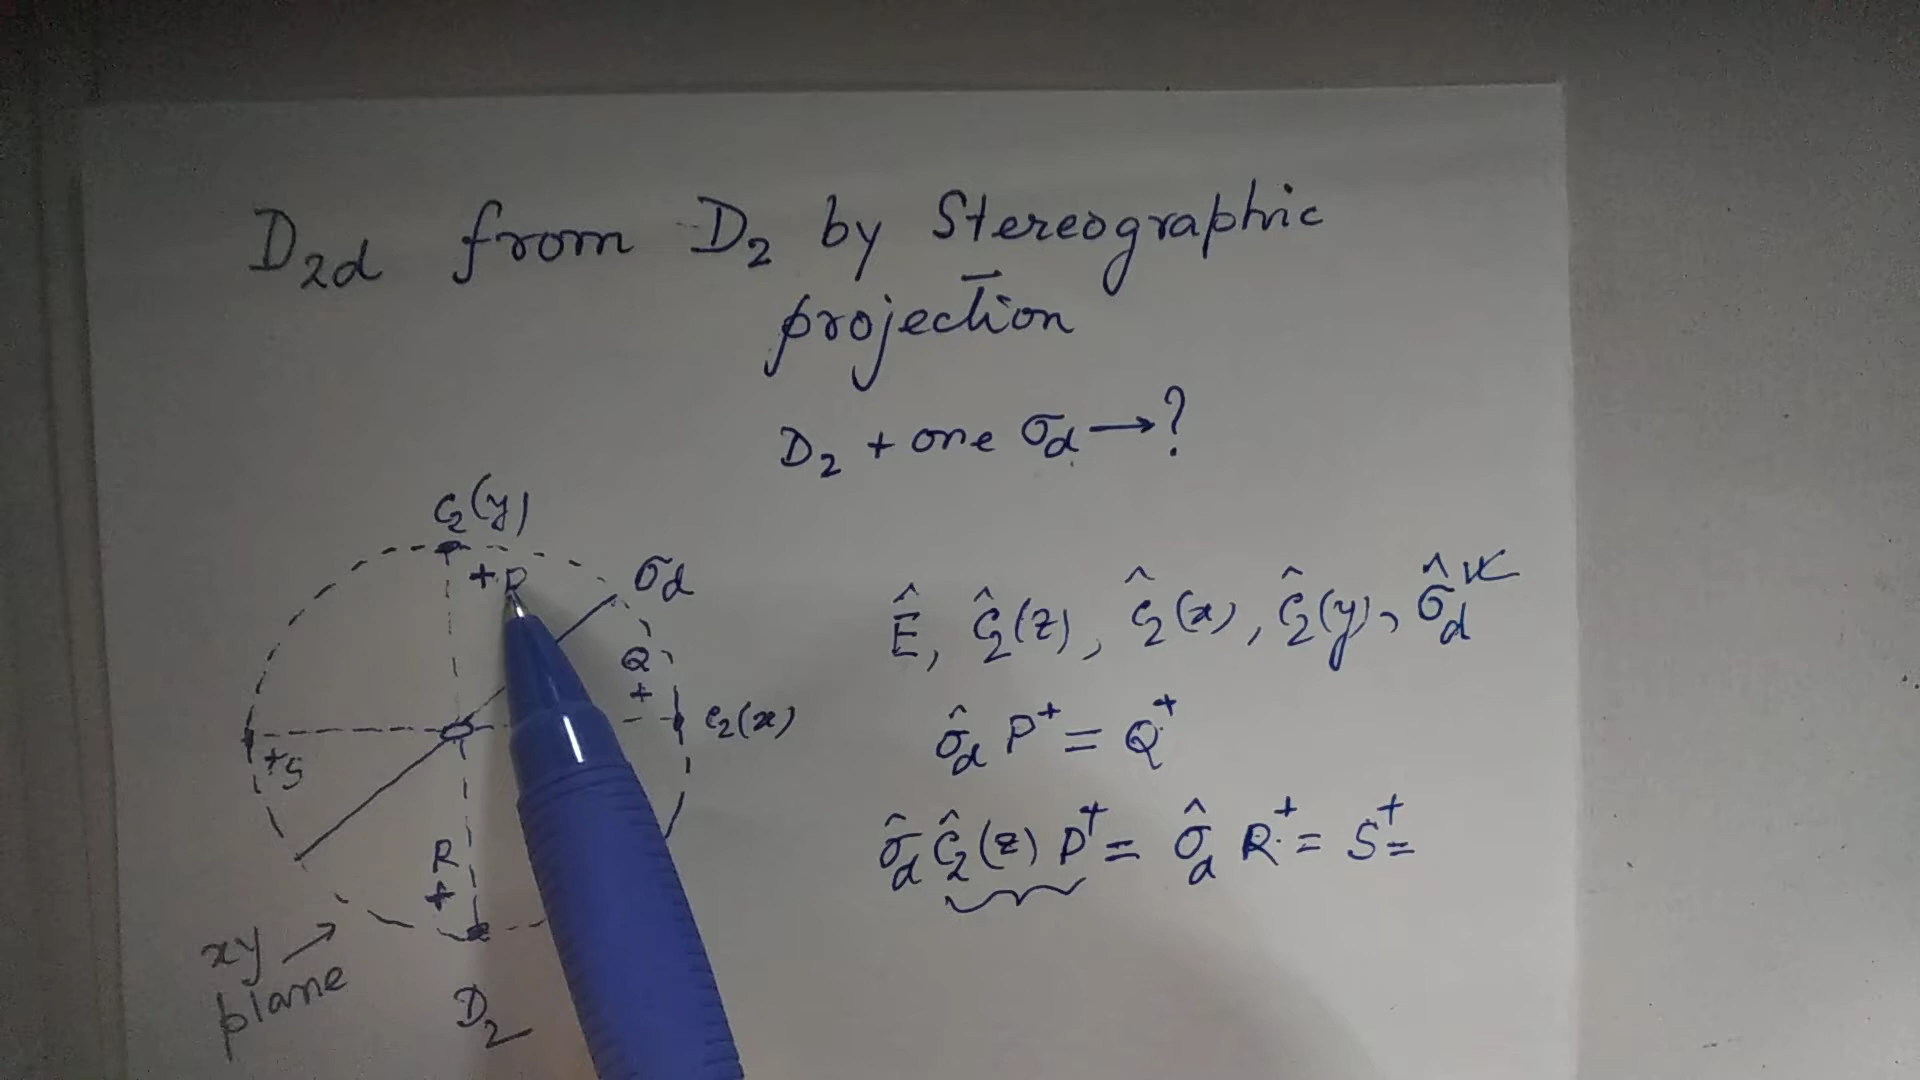 D₂d from D₂ by Stereographic
projection
D₂ + one σd → ?
C₂(y)
+P
σd
Q
+
C₂(x)
+S
R
+
xy
plane
D₂
Ê, Ĉ₂(z), Ĉ₂(x), Ĉ₂(y), σ̂d
σ̂d P⁺ = Q⁺
σ̂d Ĉ₂(z) P⁺ = σ̂d R⁺ = S⁺ =